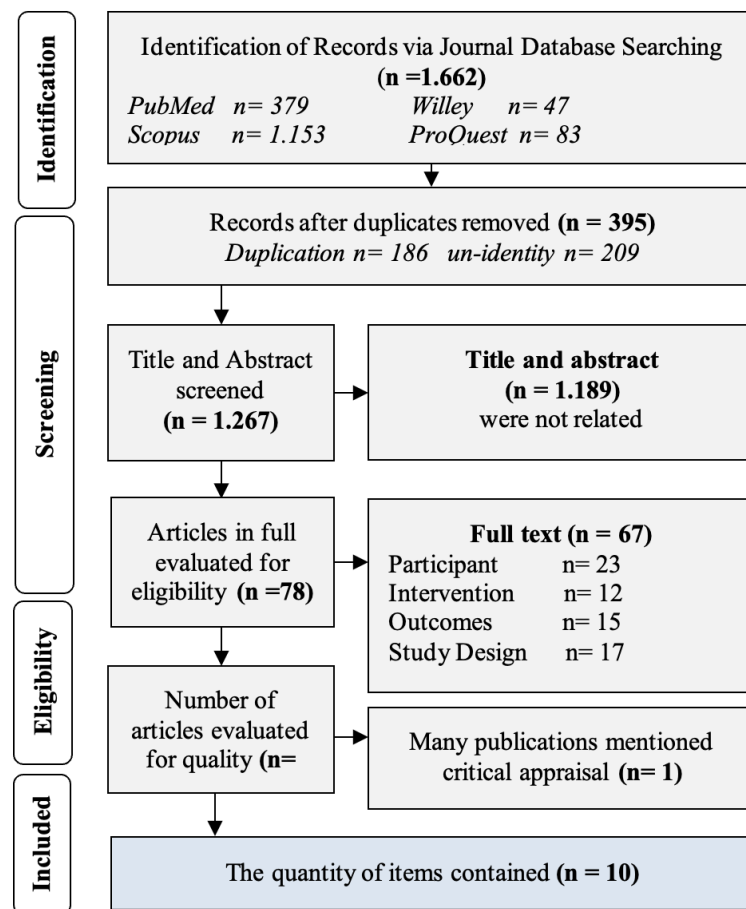 Identification
Identification of Records via Journal Database Searching
(n =1.662)
PubMed n= 379 Willey n= 47
Scopus n= 1.153 ProQuest n= 83
Screening
Records after duplicates removed (n = 395)
Duplication n= 186 un-identity n= 209
Title and Abstract
screened
(n = 1.267)
Title and abstract
(n = 1.189)
were not related
Articles in full
evaluated for
eligibility (n =78)
Full text (n = 67)
Participant n= 23
Intervention n= 12
Outcomes n= 15
Study Design n= 17
Eligibility
Number of
articles evaluated
for quality (n=
Many publications mentioned
critical appraisal (n= 1)
Included
The quantity of items contained (n = 10)